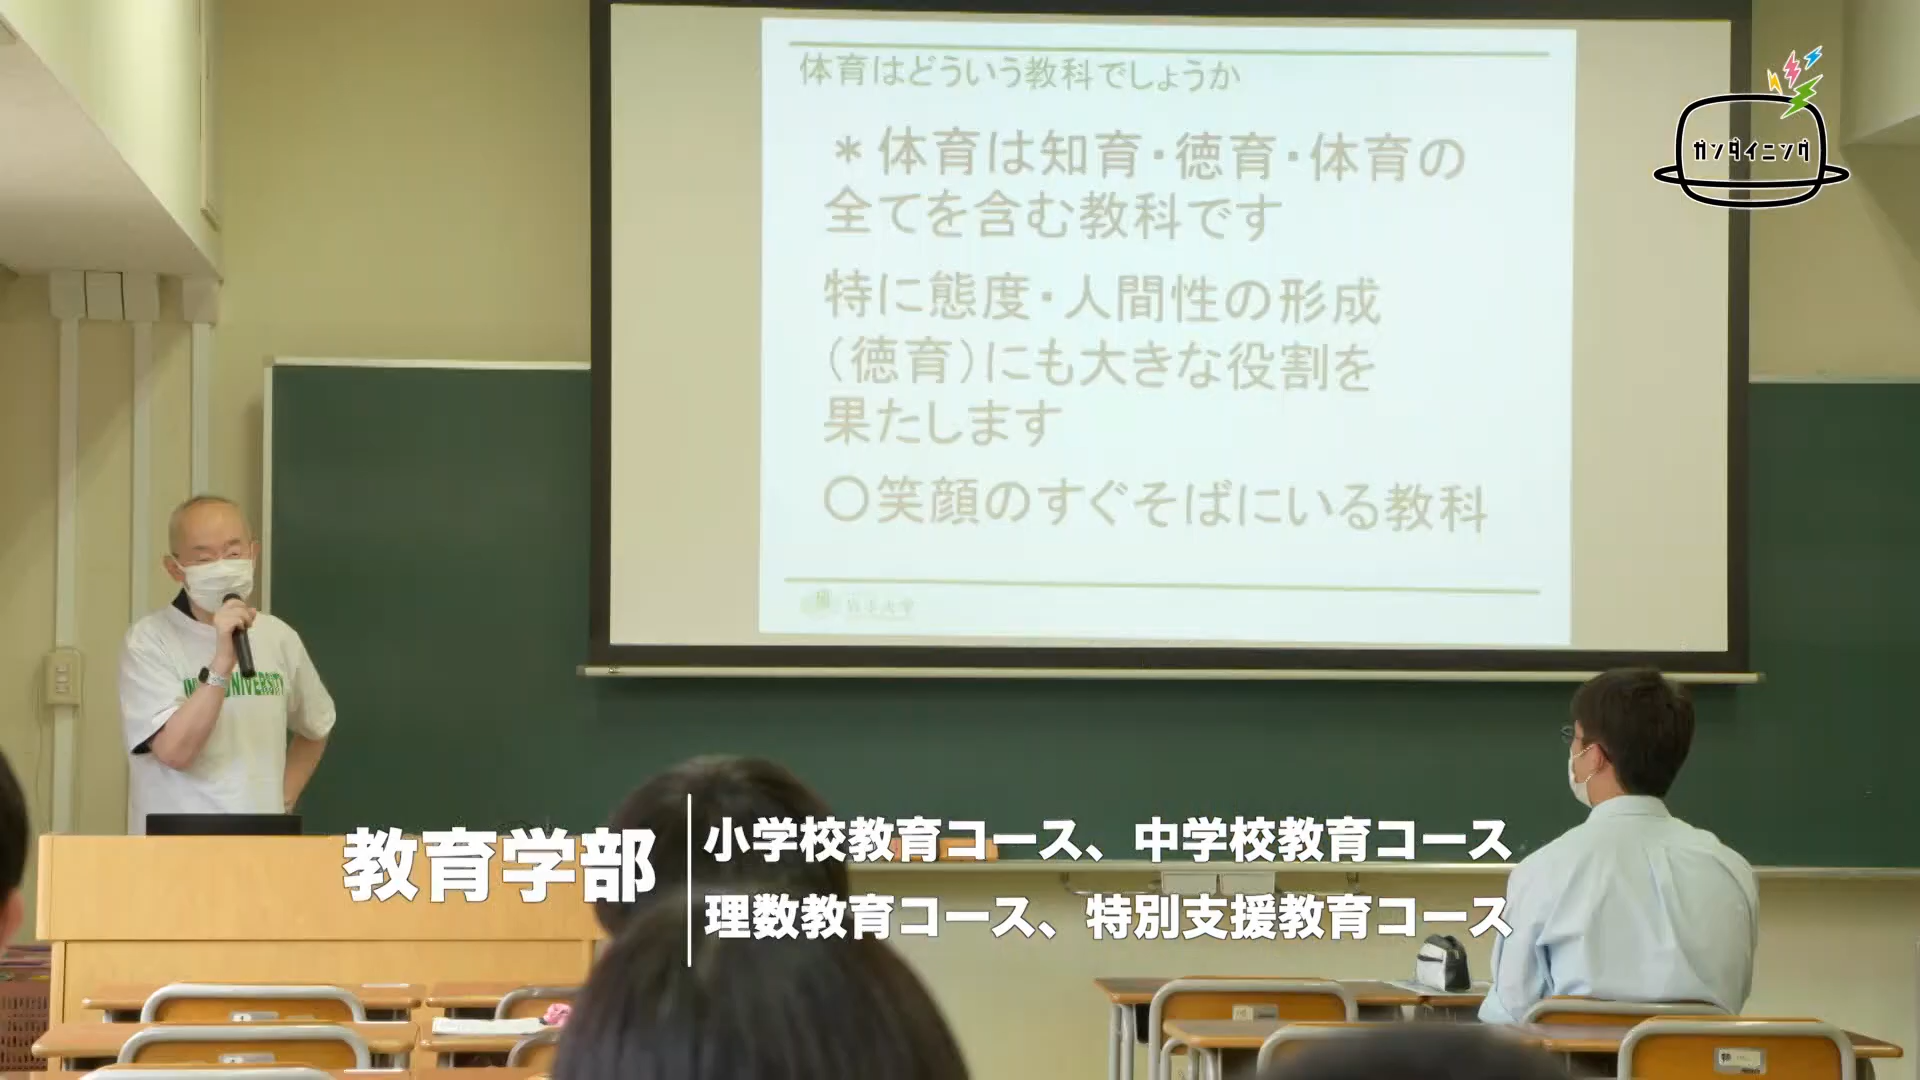 体育はどういう教科でしょうか
＊体育は知育・徳育・体育の
全てを含む教科です
特に態度・人間性の形成
（徳育）にも大きな役割を
果たします
〇笑顔のすぐそばにいる教科
岩手大学
ガンダイニング
UNIVERSITY
教育学部
小学校教育コース、中学校教育コース
理数教育コース、特別支援教育コース